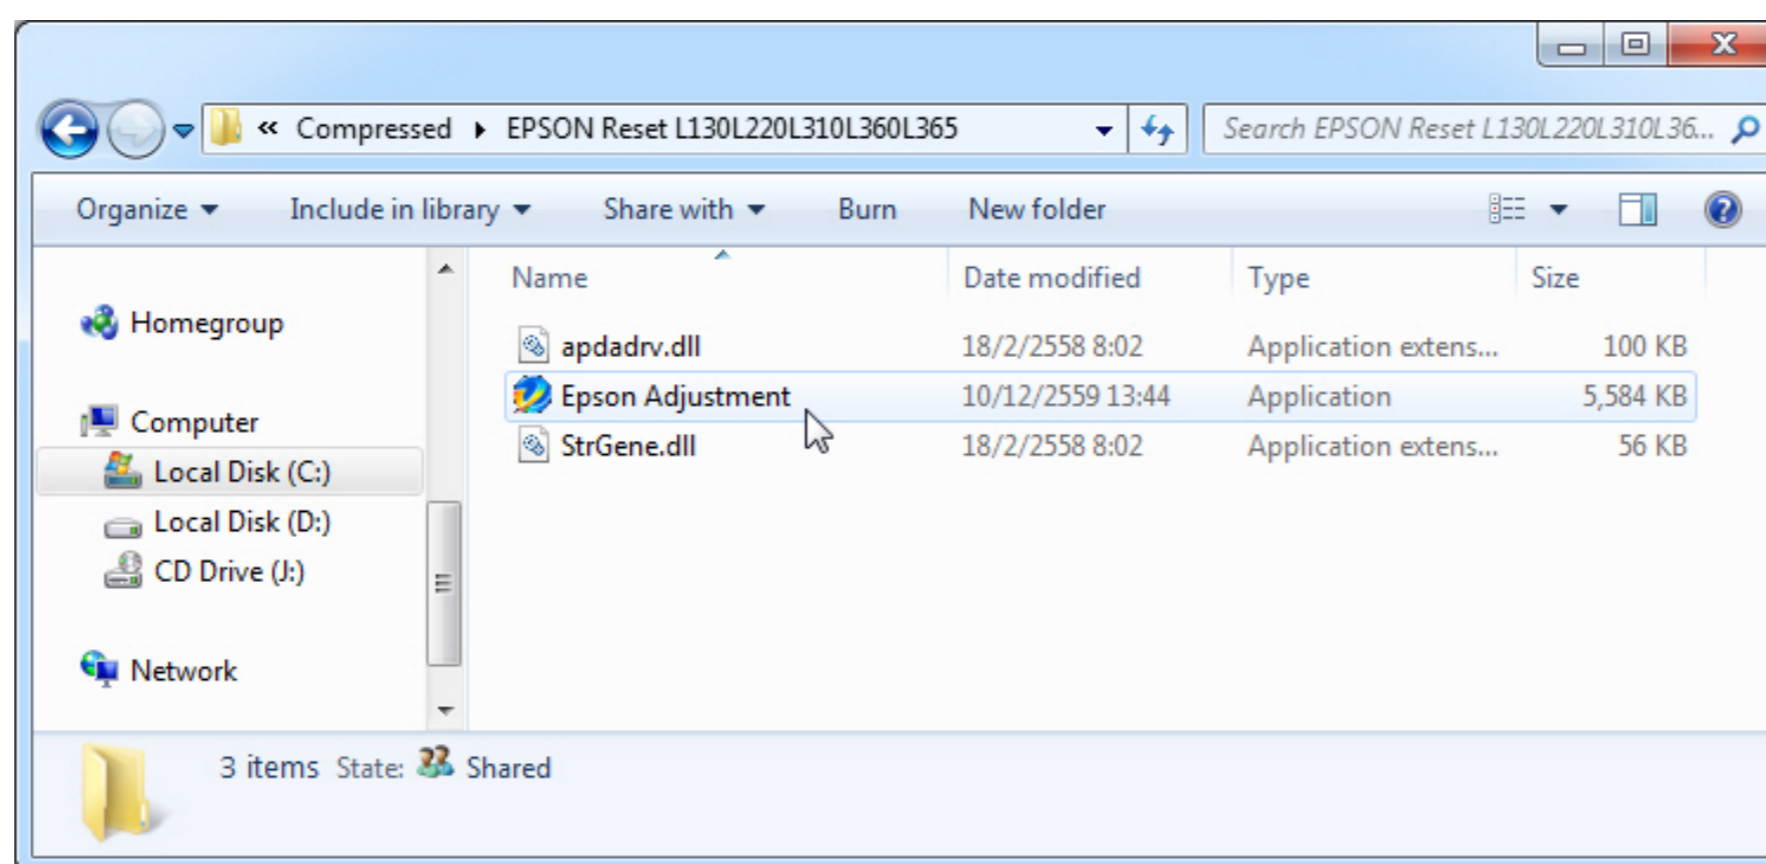 « Compressed ▸ EPSON Reset L130L220L310L360L365 Search EPSON Reset L130L220L310L36...
Organize Include in library Share with Burn New folder
Name Date modified Type Size
Homegroup
apdadrv.dll 18/2/2558 8:02 Application extens... 100 KB
Epson Adjustment 10/12/2559 13:44 Application 5,584 KB
Computer
StrGene.dll 18/2/2558 8:02 Application extens... 56 KB
Local Disk (C:)
Local Disk (D:)
CD Drive (J:)
Network
3 items State: Shared